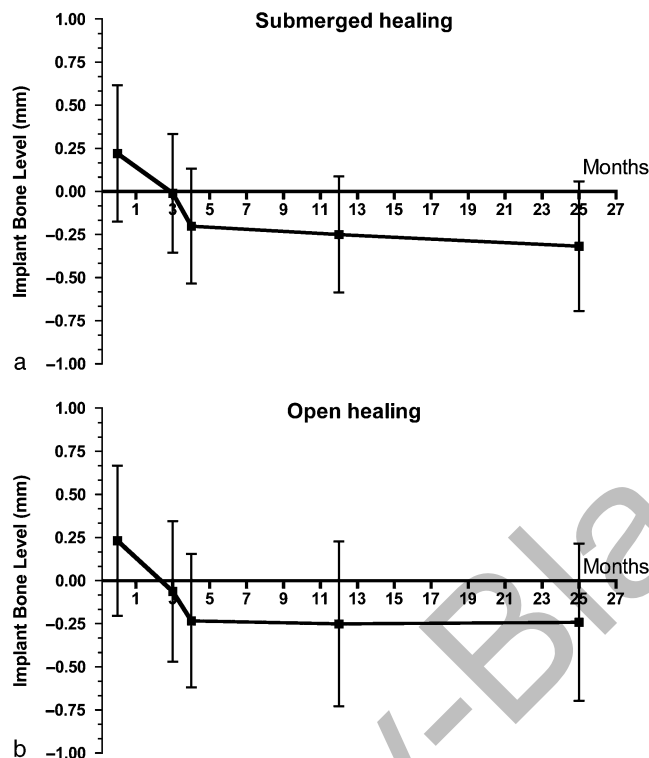 Submerged healing
Implant Bone Level (mm)
1.00
0.75
0.50
0.25
0.00
–0.25
–0.50
–0.75
–1.00
Months
1 3 5 7 9 11 13 15 17 19 21 23 25 27
a
Open healing
Implant Bone Level (mm)
1.00
0.75
0.50
0.25
0.00
–0.25
–0.50
–0.75
–1.00
Months
1 3 5 7 9 11 13 15 17 19 21 23 25 27
b
y-Bla